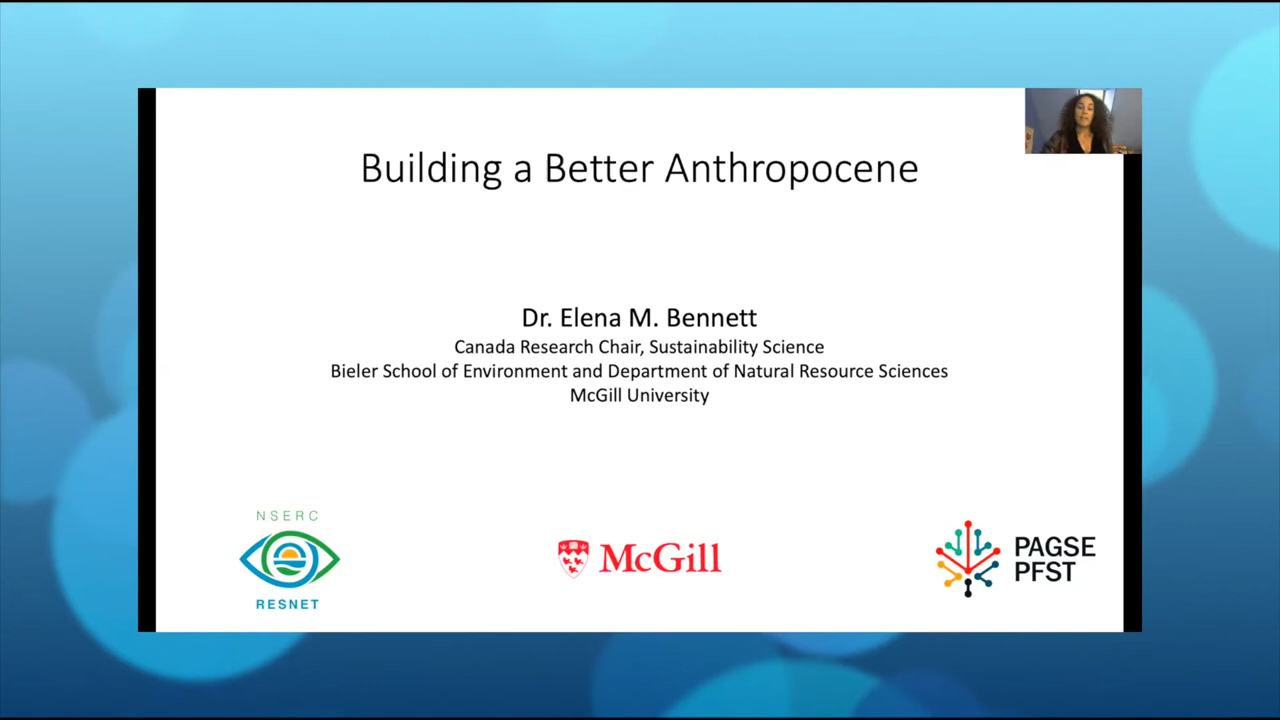 Building a Better Anthropocene
Dr. Elena M. Bennett
Canada Research Chair, Sustainability Science
Bieler School of Environment and Department of Natural Resource Sciences
McGill University
NSERC
RESNET
McGill
PAGSE
PFST